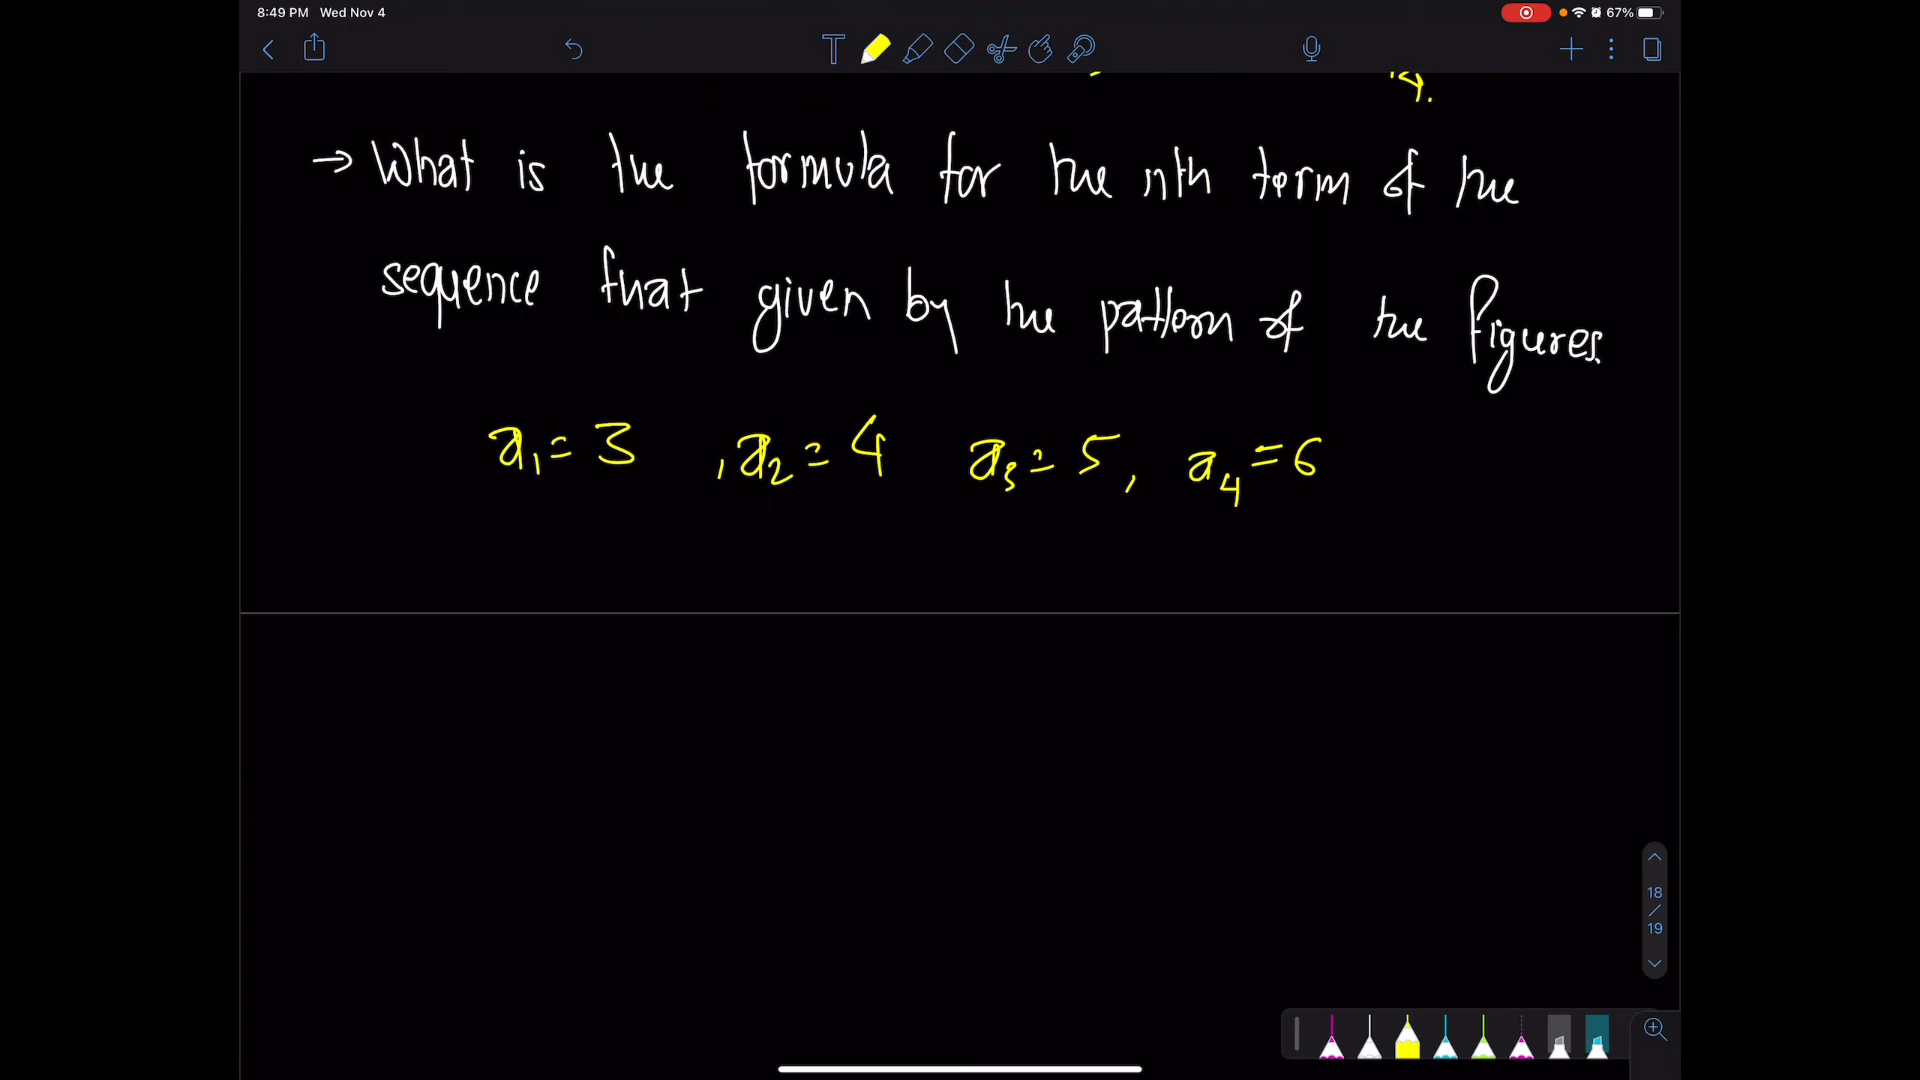 8:49 PM Wed Nov 4
67%
T
4.
→ What is the formula for the nth term of the
sequence that given by the pattern of the figures.
a₁ = 3 , a₂ = 4 a₃ = 5 , a₄ = 6
18
/
19